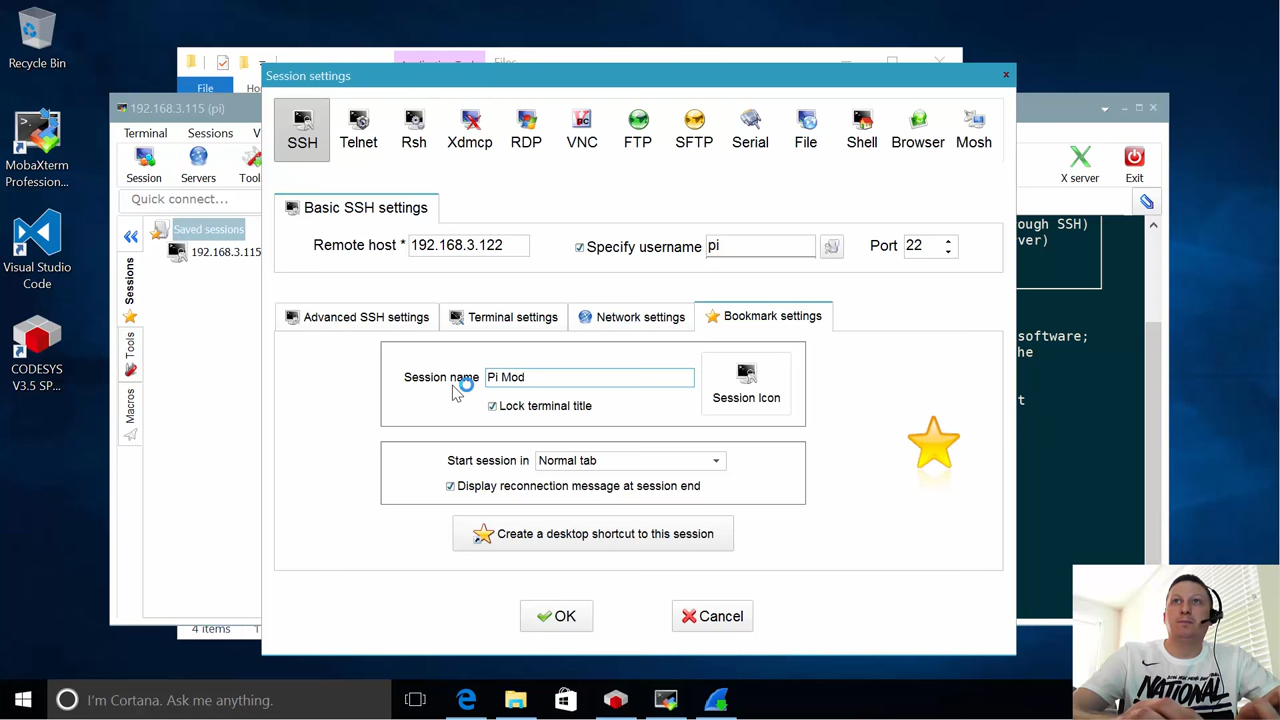 Recycle Bin
MobaXterm
Professional...
Visual Studio
Code
CODESYS
V3.5 SP...
Files
File
192.168.3.115 (pi)
Terminal
Sessions
Session
Servers
Tool
Quick connect...
Saved sessions
192.168.3.115
Sessions
Tools
Macros
4 items
X server
Exit
ough SSH)
ver)
software;
he
t
Session settings
x
SSH
Telnet
Rsh
Xdmcp
RDP
VNC
FTP
SFTP
Serial
File
Shell
Browser
Mosh
Basic SSH settings
Remote host * 192.168.3.122
Specify username pi
Port 22
Advanced SSH settings
Terminal settings
Network settings
Bookmark settings
Session name Pi Mod
Lock terminal title
Session Icon
Start session in Normal tab
Display reconnection message at session end
Create a desktop shortcut to this session
OK
Cancel
I'm Cortana. Ask me anything.
NATIONAL